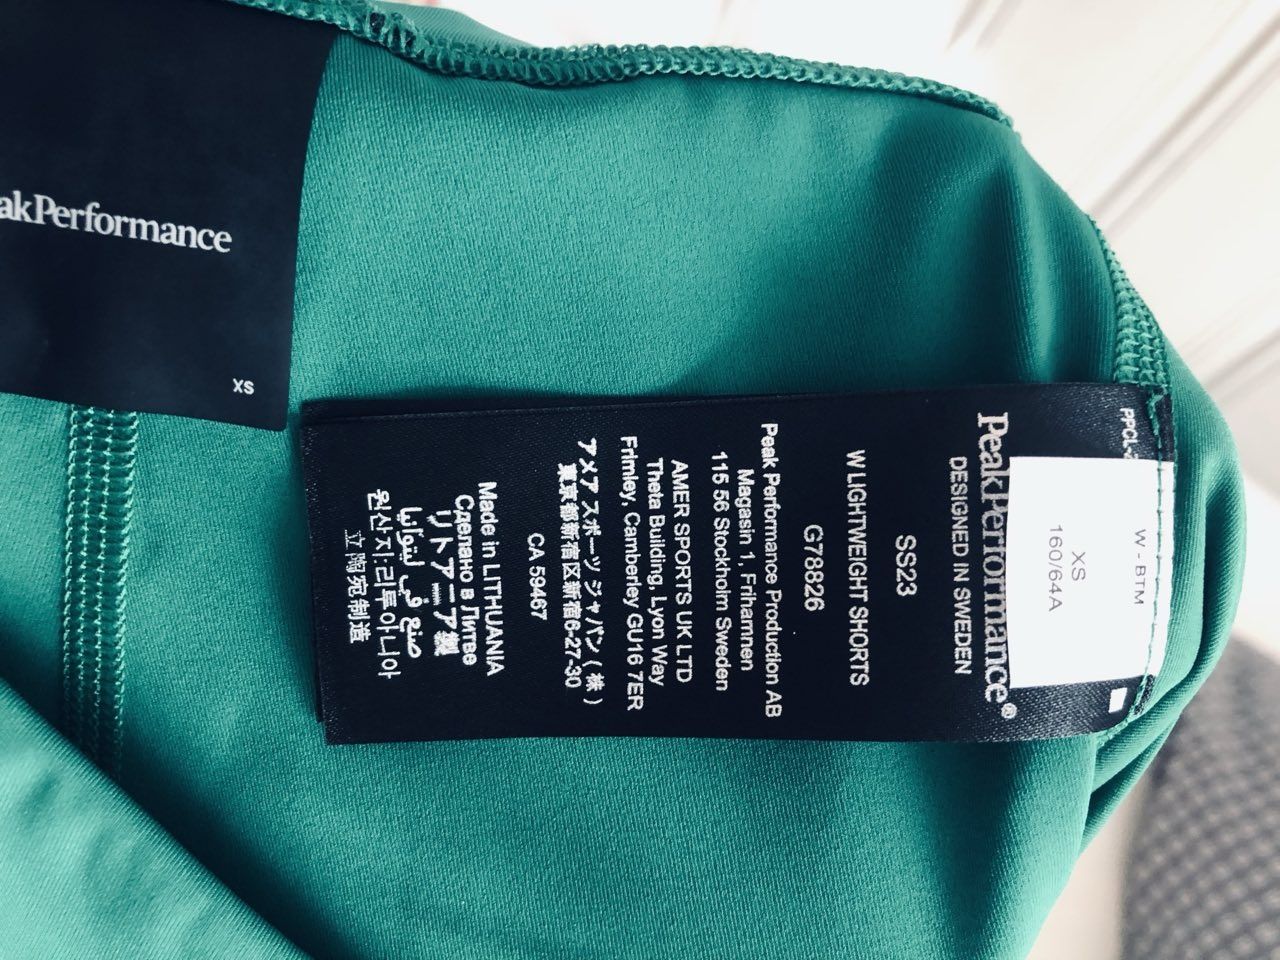 PeakPerformance
XS
PPCL-
W - BTM
XS
160/64A
PeakPerformance®
DESIGNED IN SWEDEN
SS23
W LIGHTWEIGHT SHORTS
G78826
Peak Performance Production AB
Magasin 1, Frihamnen
115 56 Stockholm Sweden
AMER SPORTS UK LTD
Theta Building, Lyon Way
Frimley, Camberley GU16 7ER
アメア スポーツ ジャパン ( 株 )
東京都新宿区新宿6-27-30
CA 59467
Made in LITHUANIA
Сделано в Литве
リトアニア製
صنع في ليتوانيا
원산지:리투아니아
立陶宛制造